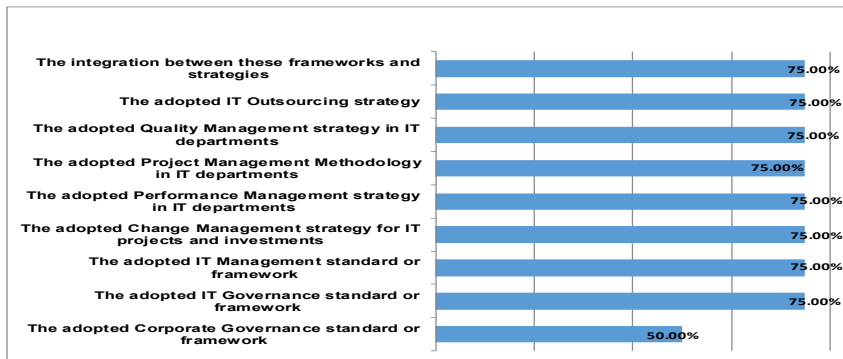 The integration between these frameworks and
strategies
75.00%
The adopted IT Outsourcing strategy
75.00%
The adopted Quality Management strategy in IT
departments
75.00%
The adopted Project Management Methodology
in IT departments
75.00%
The adopted Performance Management strategy
in IT departments
75.00%
The adopted Change Management strategy for IT
projects and investments
75.00%
The adopted IT Management standard or
framework
75.00%
The adopted IT Governance standard or
framework
75.00%
The adopted Corporate Governance standard or
framework
50.00%